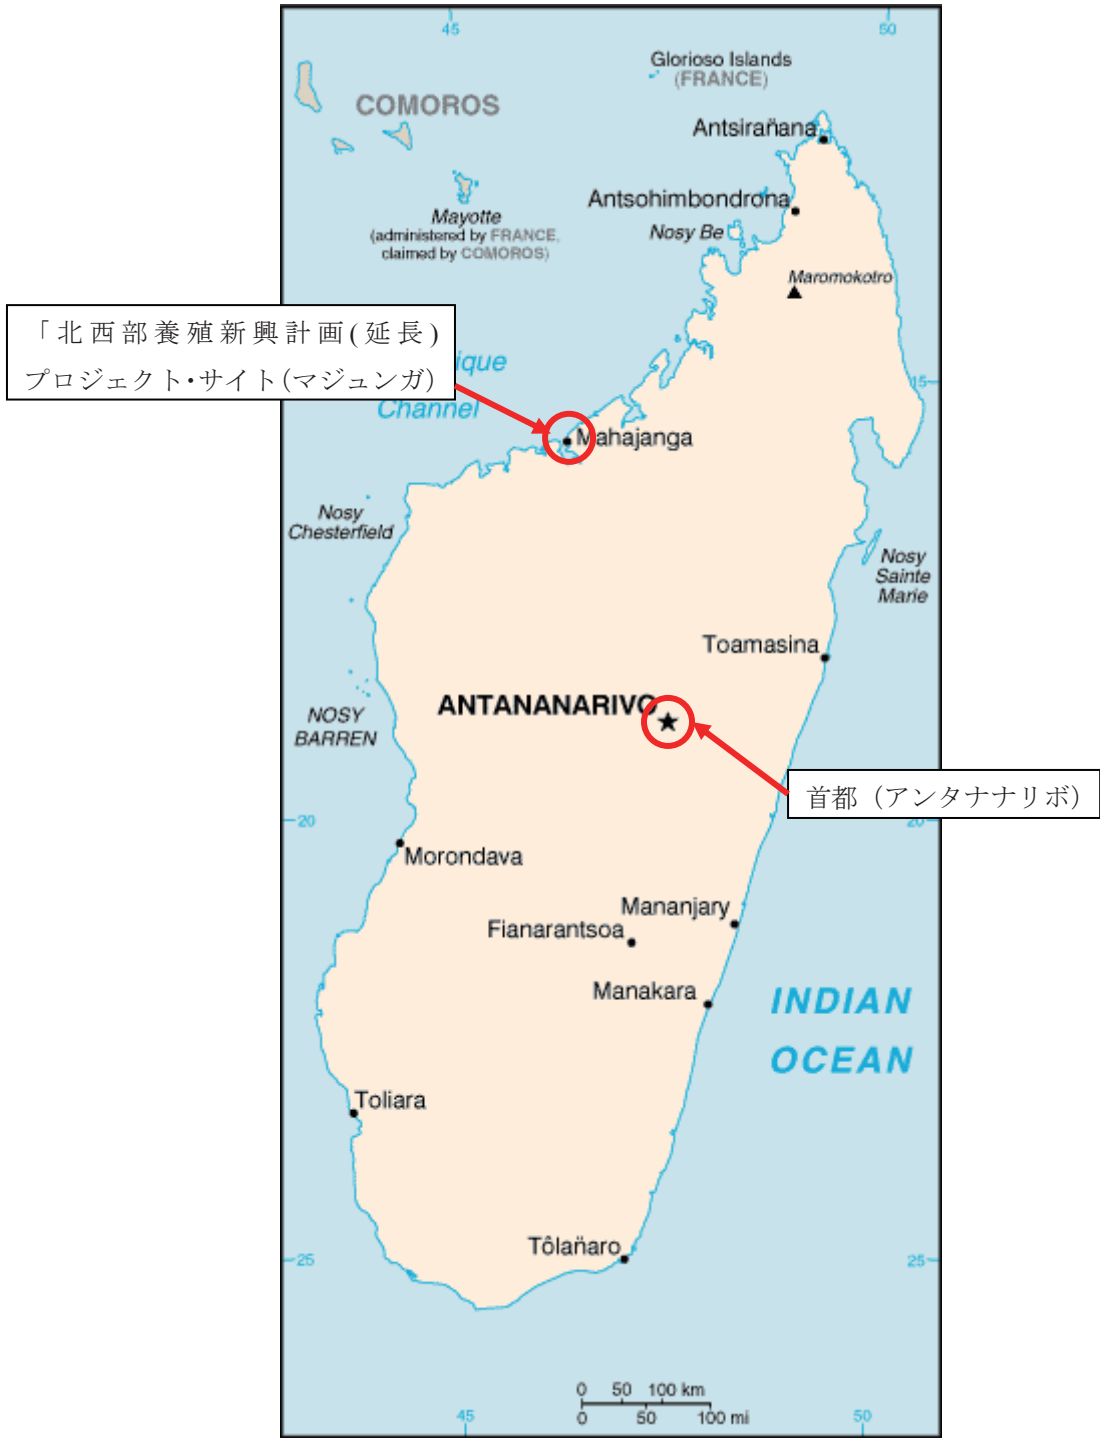 45
50
Glorioso Islands
(FRANCE)
COMOROS
Antsirañana
Antsohimbondrona
Mayotte
(administered by FRANCE,
claimed by COMOROS)
Nosy Be
Maromokotro
「北西部養殖新興計画(延長)
プロジェクト・サイト(マジュンガ)
ique
Channel
15
Mahajanga
Nosy
Chesterfield
Nosy
Sainte
Marie
Toamasina
ANTANANARIVO
NOSY
BARREN
首都（アンタナナリボ）
20
20
Morondava
Mananjary
Fianarantsoa
Manakara
INDIAN
OCEAN
Toliara
Tôlañaro
25
25
0 50 100 km
0 50 100 mi
45
50